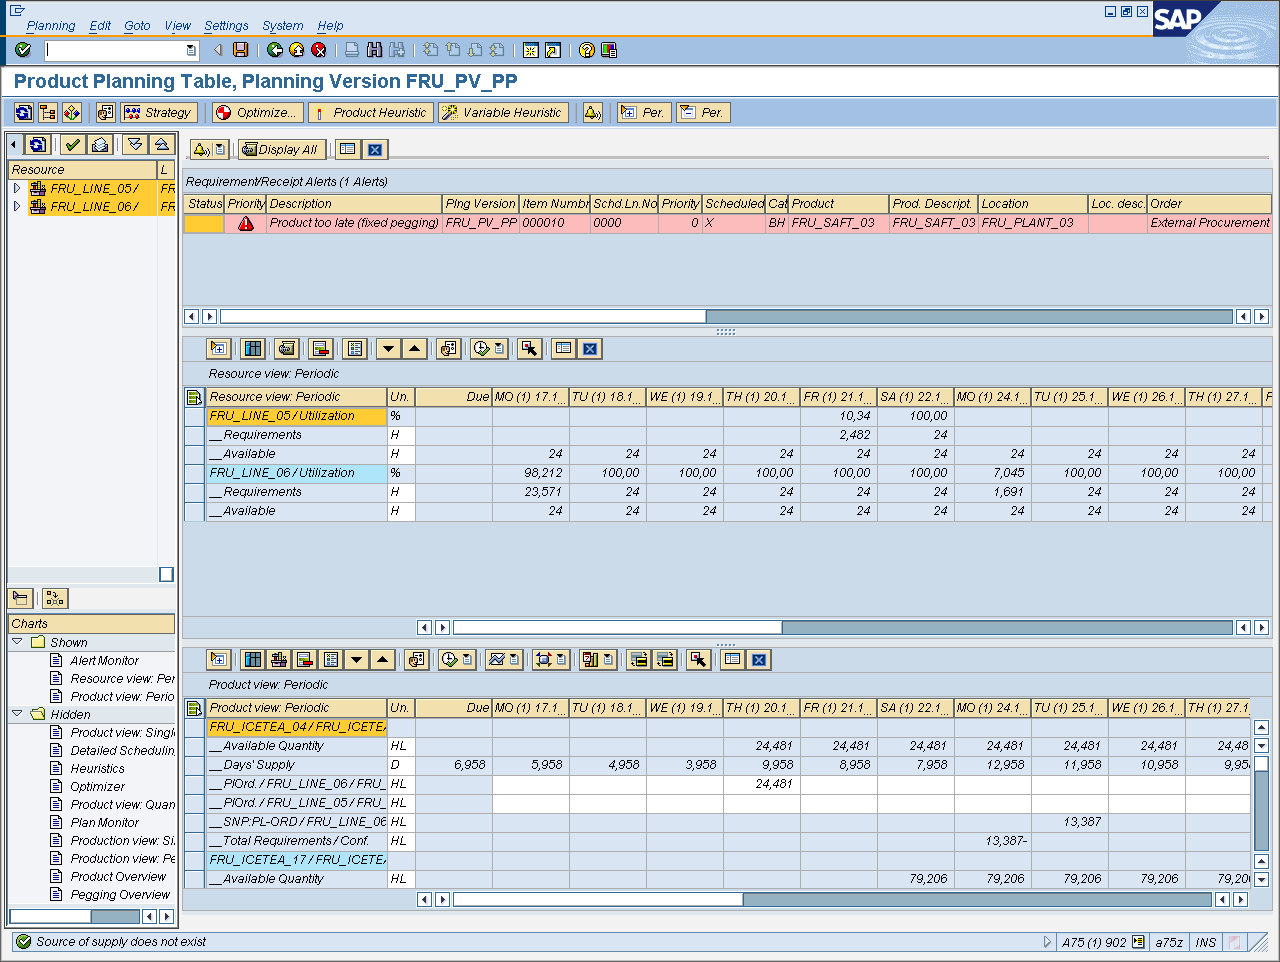 Planning Edit Goto View Settings System Help
SAP
Product Planning Table, Planning Version FRU_PV_PP
Strategy Optimize... Product Heuristic Variable Heuristic Per. Per.
Display All
Resource L
FRU_LINE_05/ FR
FRU_LINE_06/ FR
Requirement/Receipt Alerts (1 Alerts)
Status Priority Description Plng Version Item Numbr Schd.Ln.No Priority Scheduled Cat Product Prod. Descript. Location Loc. desc. Order
Product too late (fixed pegging) FRU_PV_PP 000010 0000 0 X BH FRU_SAFT_03 FRU_SAFT_03 FRU_PLANT_03 External Procurement
Resource view: Periodic
Resource view: Periodic Un. Due MO (1) 17.1... TU (1) 18.1... WE (1) 19.1... TH (1) 20.1... FR (1) 21.1... SA (1) 22.1... MO (1) 24.1... TU (1) 25.1... WE (1) 26.1... TH (1) 27.1... F
FRU_LINE_05/Utilization % 10,34 100,00
__Requirements H 2,482 24
__Available H 24 24 24 24 24 24 24 24 24 24
FRU_LINE_06/Utilization % 98,212 100,00 100,00 100,00 100,00 100,00 7,045 100,00 100,00 100,00
__Requirements H 23,571 24 24 24 24 24 1,691 24 24 24
__Available H 24 24 24 24 24 24 24 24 24 24
Charts
Shown
Alert Monitor
Resource view: Per
Product view: Perio
Hidden
Product view: Singl
Detailed Schedulin
Heuristics
Optimizer
Product view: Quan
Plan Monitor
Production view: Si
Production view: Pe
Product Overview
Pegging Overview
Product view: Periodic
Product view: Periodic Un. Due MO (1) 17.1... TU (1) 18.1... WE (1) 19.1... TH (1) 20.1... FR (1) 21.1... SA (1) 22.1... MO (1) 24.1... TU (1) 25.1... WE (1) 26.1... TH (1) 27.1
FRU_ICETEA_04/FRU_ICETE
__Available Quantity HL 24,481 24,481 24,481 24,481 24,481 24,481 24,48
__Days' Supply D 6,958 5,958 4,958 3,958 9,958 8,958 7,958 12,958 11,958 10,958 9,95
__PlOrd. / FRU_LINE_06 / FRU_ HL 24,481
__PlOrd. / FRU_LINE_05 / FRU_ HL
__SNP:PL-ORD / FRU_LINE_06 HL 13,387
__Total Requirements / Conf. HL 13,387-
FRU_ICETEA_17/FRU_ICETE
__Available Quantity HL 79,206 79,206 79,206 79,206 79,20
Source of supply does not exist
A75 (1) 902 a75z INS